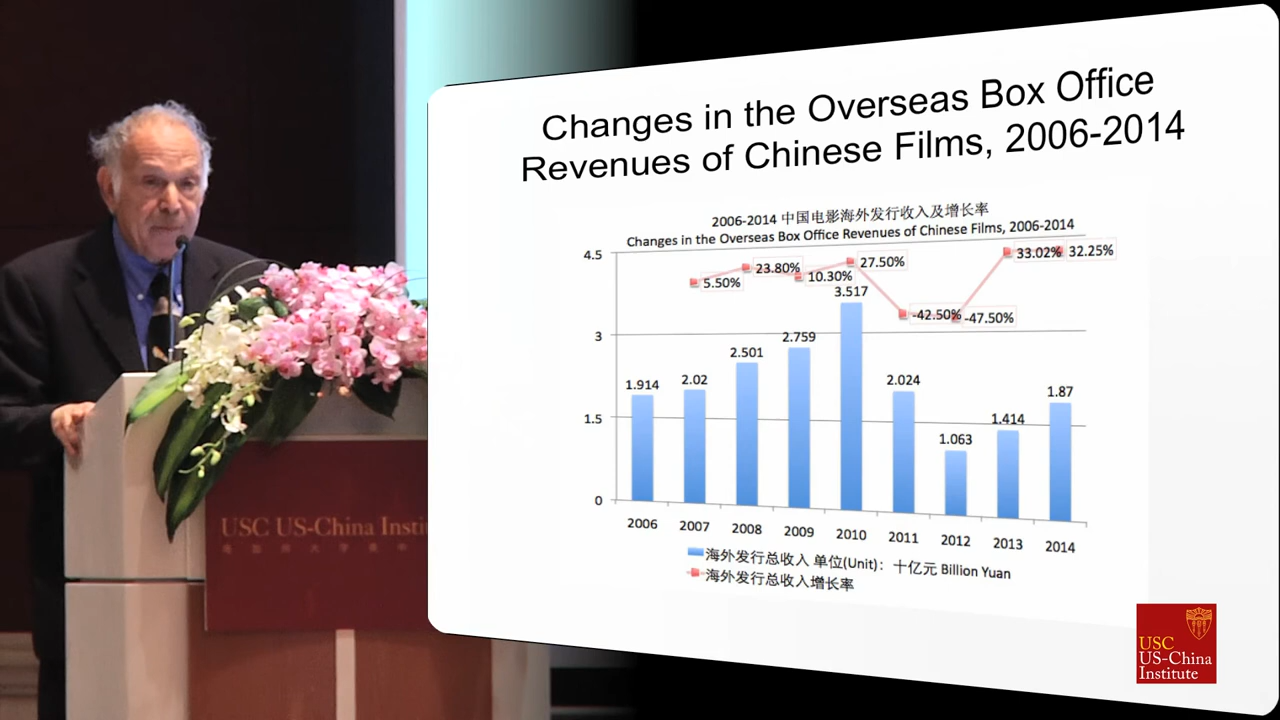 Changes in the Overseas Box Office
Revenues of Chinese Films, 2006-2014
2006-2014 中国电影海外发行收入及增长率
Changes in the Overseas Box Office Revenues of Chinese Films, 2006-2014
4.5
3
1.5
0
5.50%
23.80%
10.30%
27.50%
-42.50%
-47.50%
33.02%
32.25%
1.914
2.02
2.501
2.759
3.517
2.024
1.063
1.414
1.87
2006 2007 2008 2009 2010 2011 2012 2013 2014
海外发行总收入 单位(Unit)：十亿元 Billion Yuan
海外发行总收入增长率
USC US-China Insti
USC
US-China
Institute